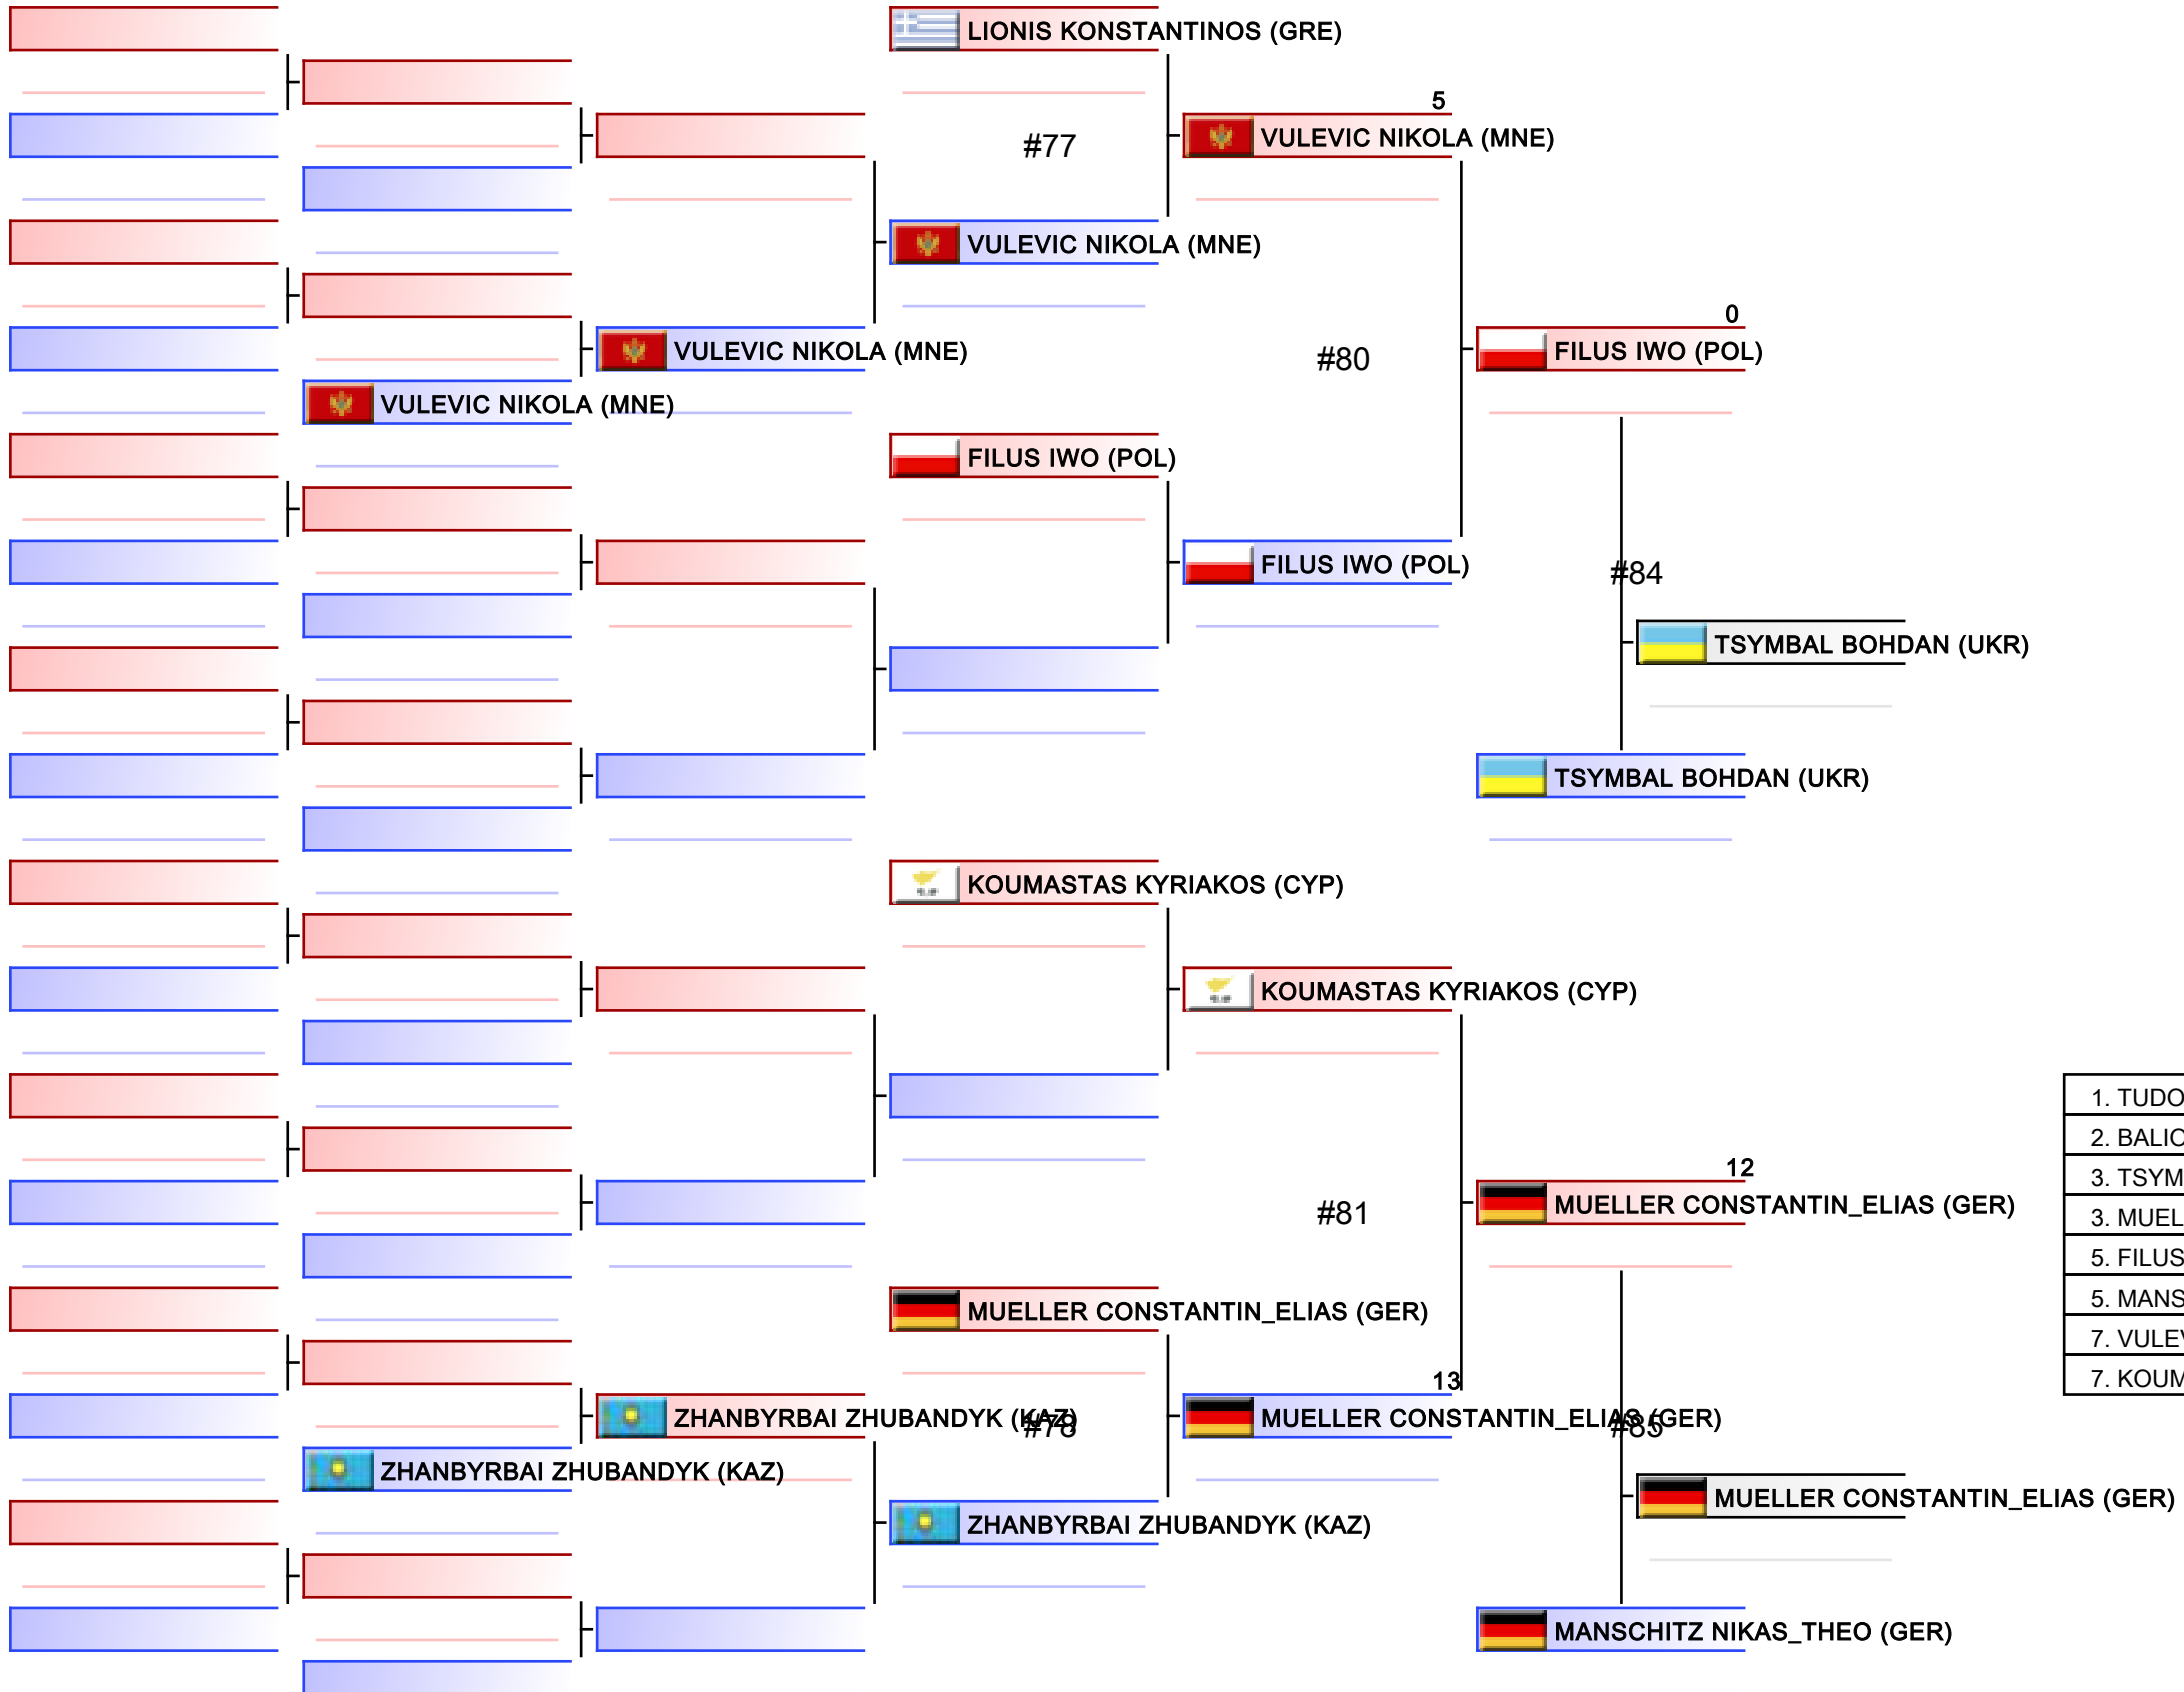 LIONIS KONSTANTINOS (GRE)
5
#77
VULEVIC NIKOLA (MNE)
VULEVIC NIKOLA (MNE)
0
VULEVIC NIKOLA (MNE)
#80
FILUS IWO (POL)
VULEVIC NIKOLA (MNE)
FILUS IWO (POL)
FILUS IWO (POL)
#84
TSYMBAL BOHDAN (UKR)
TSYMBAL BOHDAN (UKR)
KOUMASTAS KYRIAKOS (CYP)
KOUMASTAS KYRIAKOS (CYP)
1. TUDO
2. BALIC
12
3. TSYM
#81
MUELLER CONSTANTIN_ELIAS (GER)
3. MUEL
5. FILUS
5. MANS
MUELLER CONSTANTIN_ELIAS (GER)
7. VULEV
13
7. KOUM
ZHANBYRBAI ZHUBANDYK (KAZ)
#78
MUELLER CONSTANTIN_ELIAS (GER)
#85
ZHANBYRBAI ZHUBANDYK (KAZ)
MUELLER CONSTANTIN_ELIAS (GER)
ZHANBYRBAI ZHUBANDYK (KAZ)
MANSCHITZ NIKAS_THEO (GER)